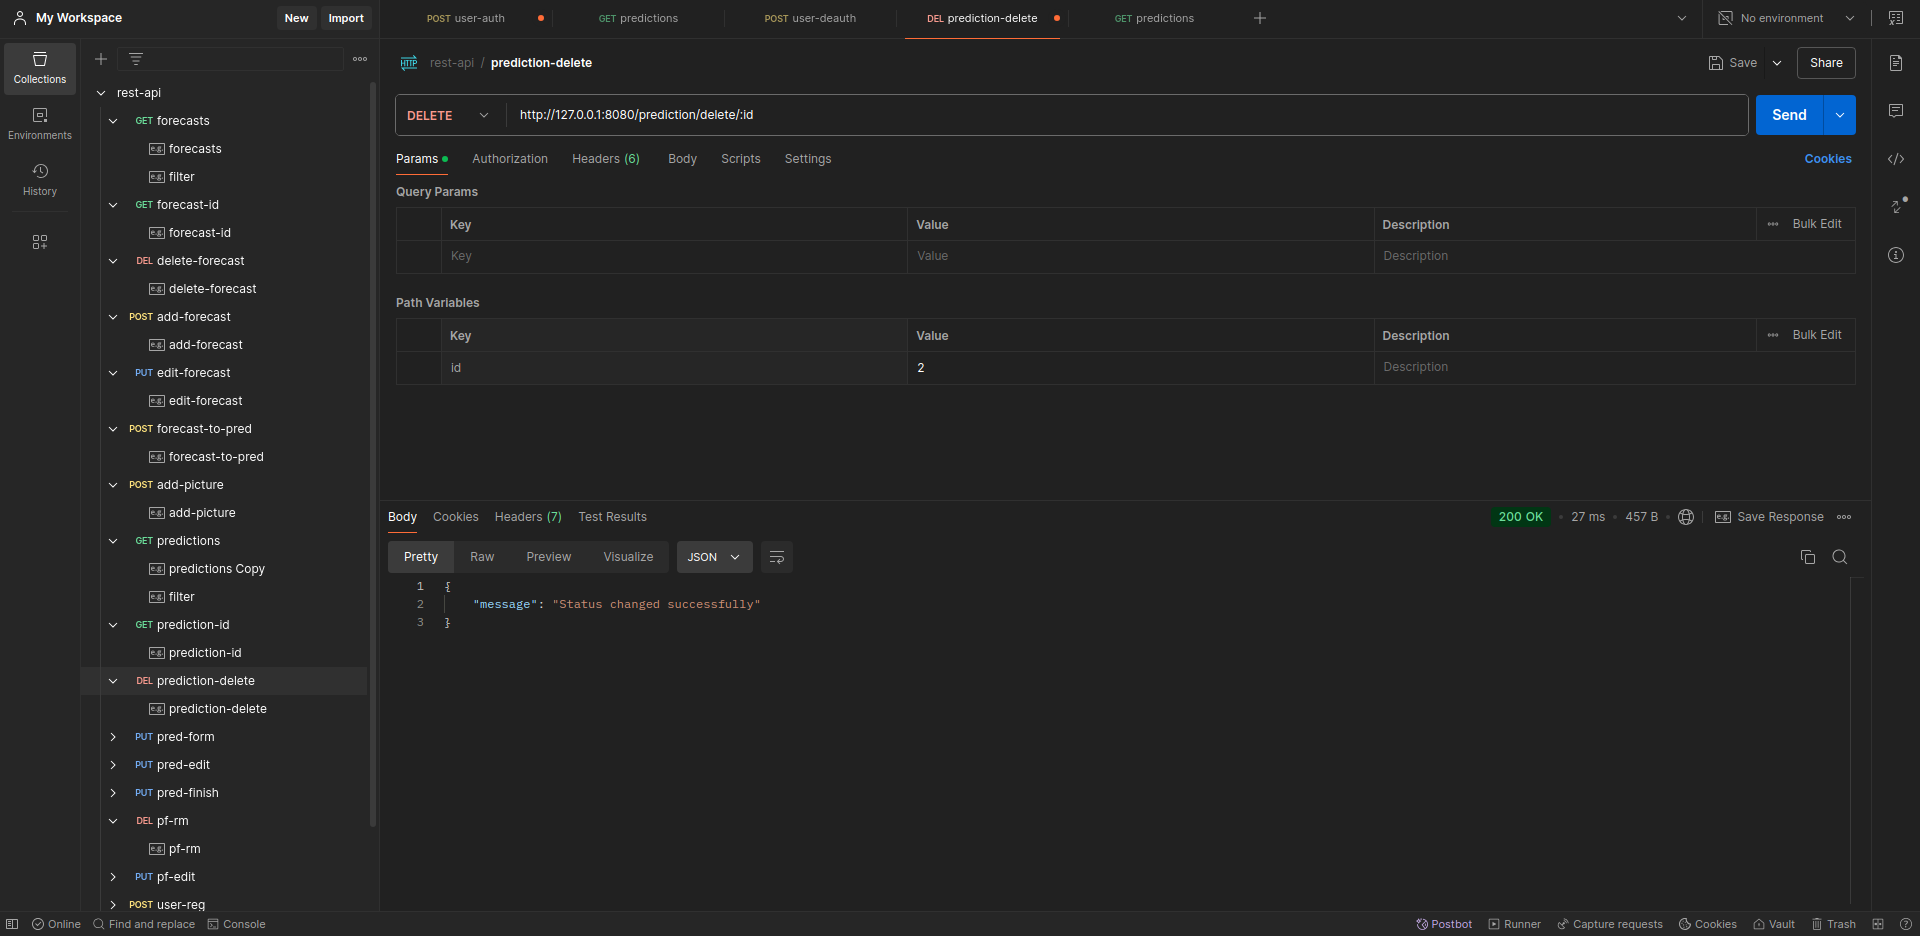 My Workspace
New
Import
POST user-auth
GET predictions
POST user-deauth
DEL prediction-delete
GET predictions
No environment
Collections
Environments
History
rest-api
GET forecasts
e.g. forecasts
e.g. filter
GET forecast-id
e.g. forecast-id
DEL delete-forecast
e.g. delete-forecast
POST add-forecast
e.g. add-forecast
PUT edit-forecast
e.g. edit-forecast
POST forecast-to-pred
e.g. forecast-to-pred
POST add-picture
e.g. add-picture
GET predictions
e.g. predictions Copy
e.g. filter
GET prediction-id
e.g. prediction-id
DEL prediction-delete
e.g. prediction-delete
PUT pred-form
PUT pred-edit
PUT pred-finish
DEL pf-rm
e.g. pf-rm
PUT pf-edit
POST user-reg
HTTP rest-api / prediction-delete
Save
Share
DELETE
http://127.0.0.1:8080/prediction/delete/:id
Send
Params
Authorization
Headers (6)
Body
Scripts
Settings
Cookies
Query Params
Key Value Description Bulk Edit
Key Value Description
Path Variables
Key Value Description Bulk Edit
id 2 Description
Body
Cookies
Headers (7)
Test Results
200 OK
27 ms
457 B
e.g. Save Response
Pretty
Raw
Preview
Visualize
JSON
1 {
2 "message": "Status changed successfully"
3 }
Online
Find and replace
Console
Postbot
Runner
Capture requests
Cookies
Vault
Trash